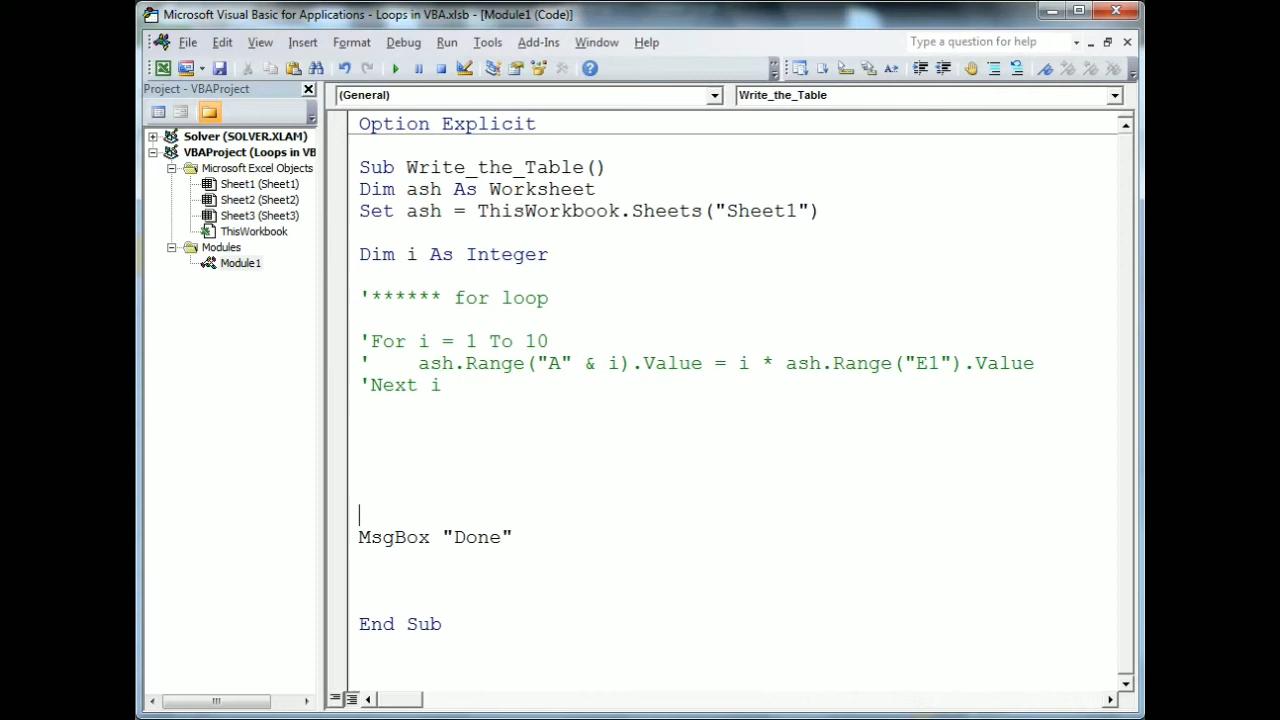 Microsoft Visual Basic for Applications - Loops in VBA.xlsb - [Module1 (Code)]
File Edit View Insert Format Debug Run Tools Add-Ins Window Help
Type a question for help
Project - VBAProject
(General)
Write_the_Table
Solver (SOLVER.XLAM)
VBAProject (Loops in VB
Microsoft Excel Objects
Sheet1 (Sheet1)
Sheet2 (Sheet2)
Sheet3 (Sheet3)
ThisWorkbook
Modules
Module1
Option Explicit
Sub Write_the_Table()
Dim ash As Worksheet
Set ash = ThisWorkbook.Sheets("Sheet1")
Dim i As Integer
'****** for loop
'For i = 1 To 10
'    ash.Range("A" & i).Value = i * ash.Range("E1").Value
'Next i
MsgBox "Done"
End Sub